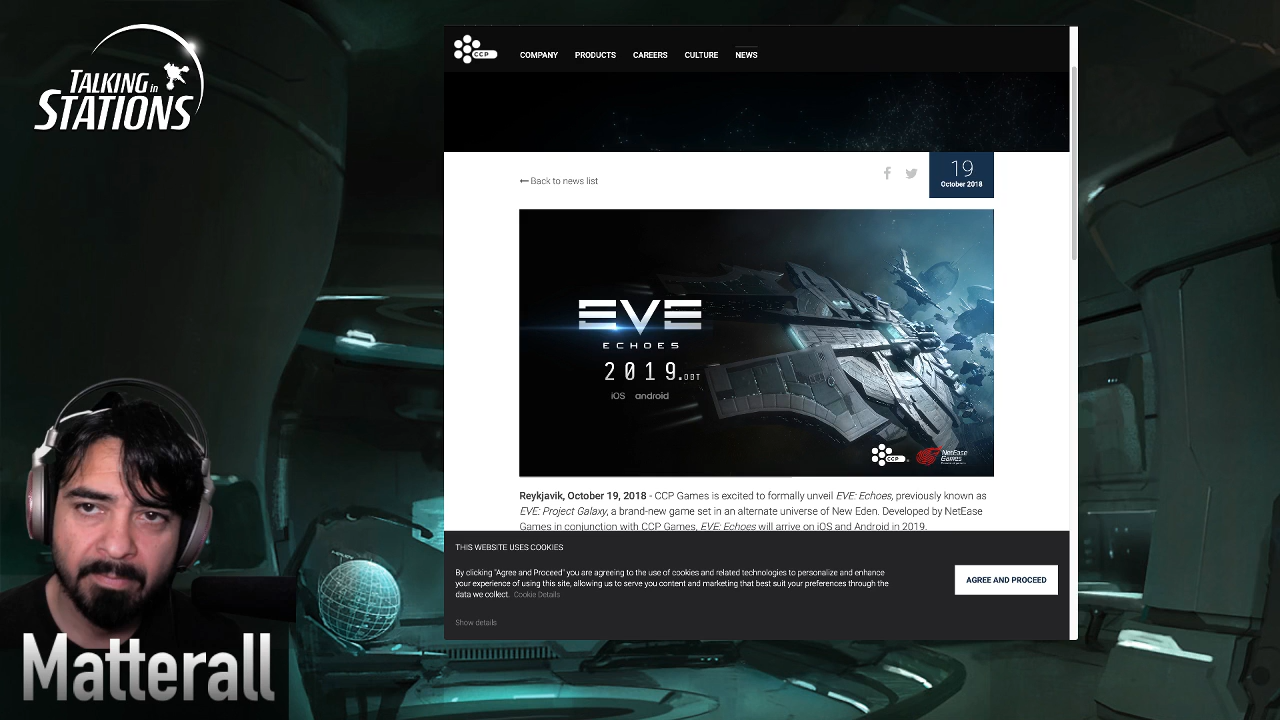 TALKING in
STATIONS
CCP
COMPANY PRODUCTS CAREERS CULTURE NEWS
← Back to news list
19
October 2018
EVE
ECHOES
2019.OBT
iOS android
CCP
NetEase
Games
Reykjavik, October 19, 2018 - CCP Games is excited to formally unveil EVE: Echoes, previously known as
EVE: Project Galaxy, a brand-new game set in an alternate universe of New Eden. Developed by NetEase
Games in conjunction with CCP Games, EVE: Echoes will arrive on iOS and Android in 2019.
THIS WEBSITE USES COOKIES
By clicking "Agree and Proceed" you are agreeing to the use of cookies and related technologies to personalize and enhance
your experience of using this site, allowing us to serve you content and marketing that best suit your preferences through the
data we collect. Cookie Details
AGREE AND PROCEED
Show details
Matterall